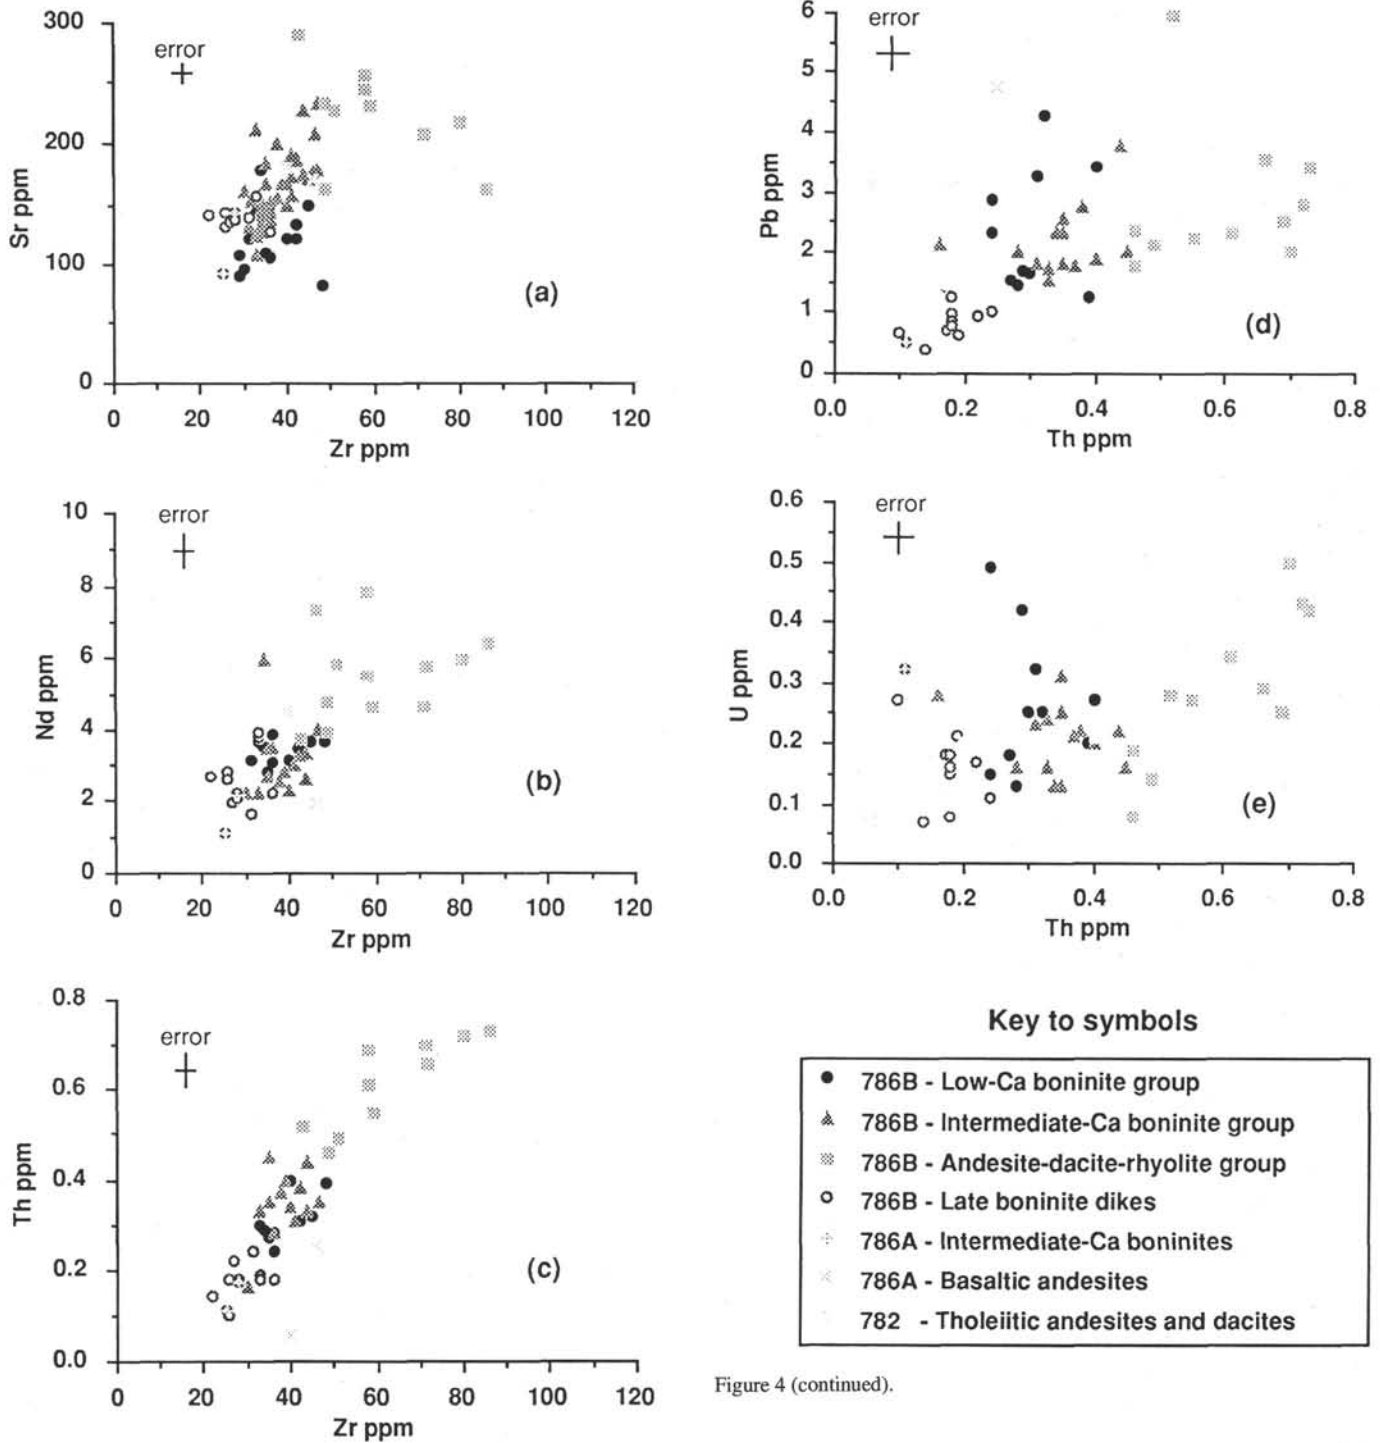 300
200
100
0
Sr ppm
error
(a)
0 20 40 60 80 100 120
Zr ppm
10
8
6
4
2
0
Nd ppm
error
(b)
0 20 40 60 80 100 120
Zr ppm
0.8
0.6
0.4
0.2
0.0
Th ppm
error
(c)
0 20 40 60 80 100 120
Zr ppm
6
5
4
3
2
1
0
Pb ppm
error
(d)
0.0 0.2 0.4 0.6 0.8
Th ppm
0.6
0.5
0.4
0.3
0.2
0.1
0.0
U ppm
error
(e)
0.0 0.2 0.4 0.6 0.8
Th ppm
Key to symbols
786B - Low-Ca boninite group
786B - Intermediate-Ca boninite group
786B - Andesite-dacite-rhyolite group
786B - Late boninite dikes
786A - Intermediate-Ca boninites
786A - Basaltic andesites
782 - Tholeiitic andesites and dacites
Figure 4 (continued).